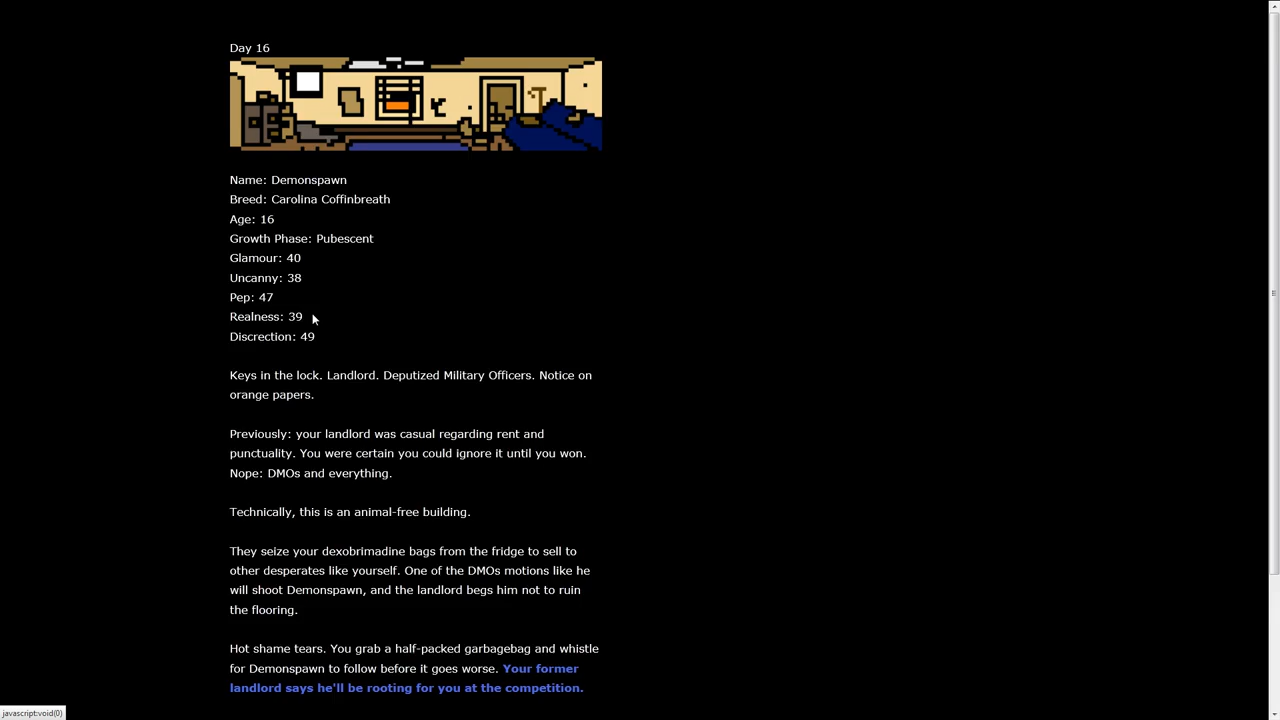 Day 16
Name: Demonspawn
Breed: Carolina Coffinbreath
Age: 16
Growth Phase: Pubescent
Glamour: 40
Uncanny: 38
Pep: 47
Realness: 39
Discrection: 49
Keys in the lock. Landlord. Deputized Military Officers. Notice on
orange papers.
Previously: your landlord was casual regarding rent and
punctuality. You were certain you could ignore it until you won.
Nope: DMOs and everything.
Technically, this is an animal-free building.
They seize your dexobrimadine bags from the fridge to sell to
other desperates like yourself. One of the DMOs motions like he
will shoot Demonspawn, and the landlord begs him not to ruin
the flooring.
Hot shame tears. You grab a half-packed garbagebag and whistle
for Demonspawn to follow before it goes worse. Your former
landlord says he'll be rooting for you at the competition.
javascript:void(0)